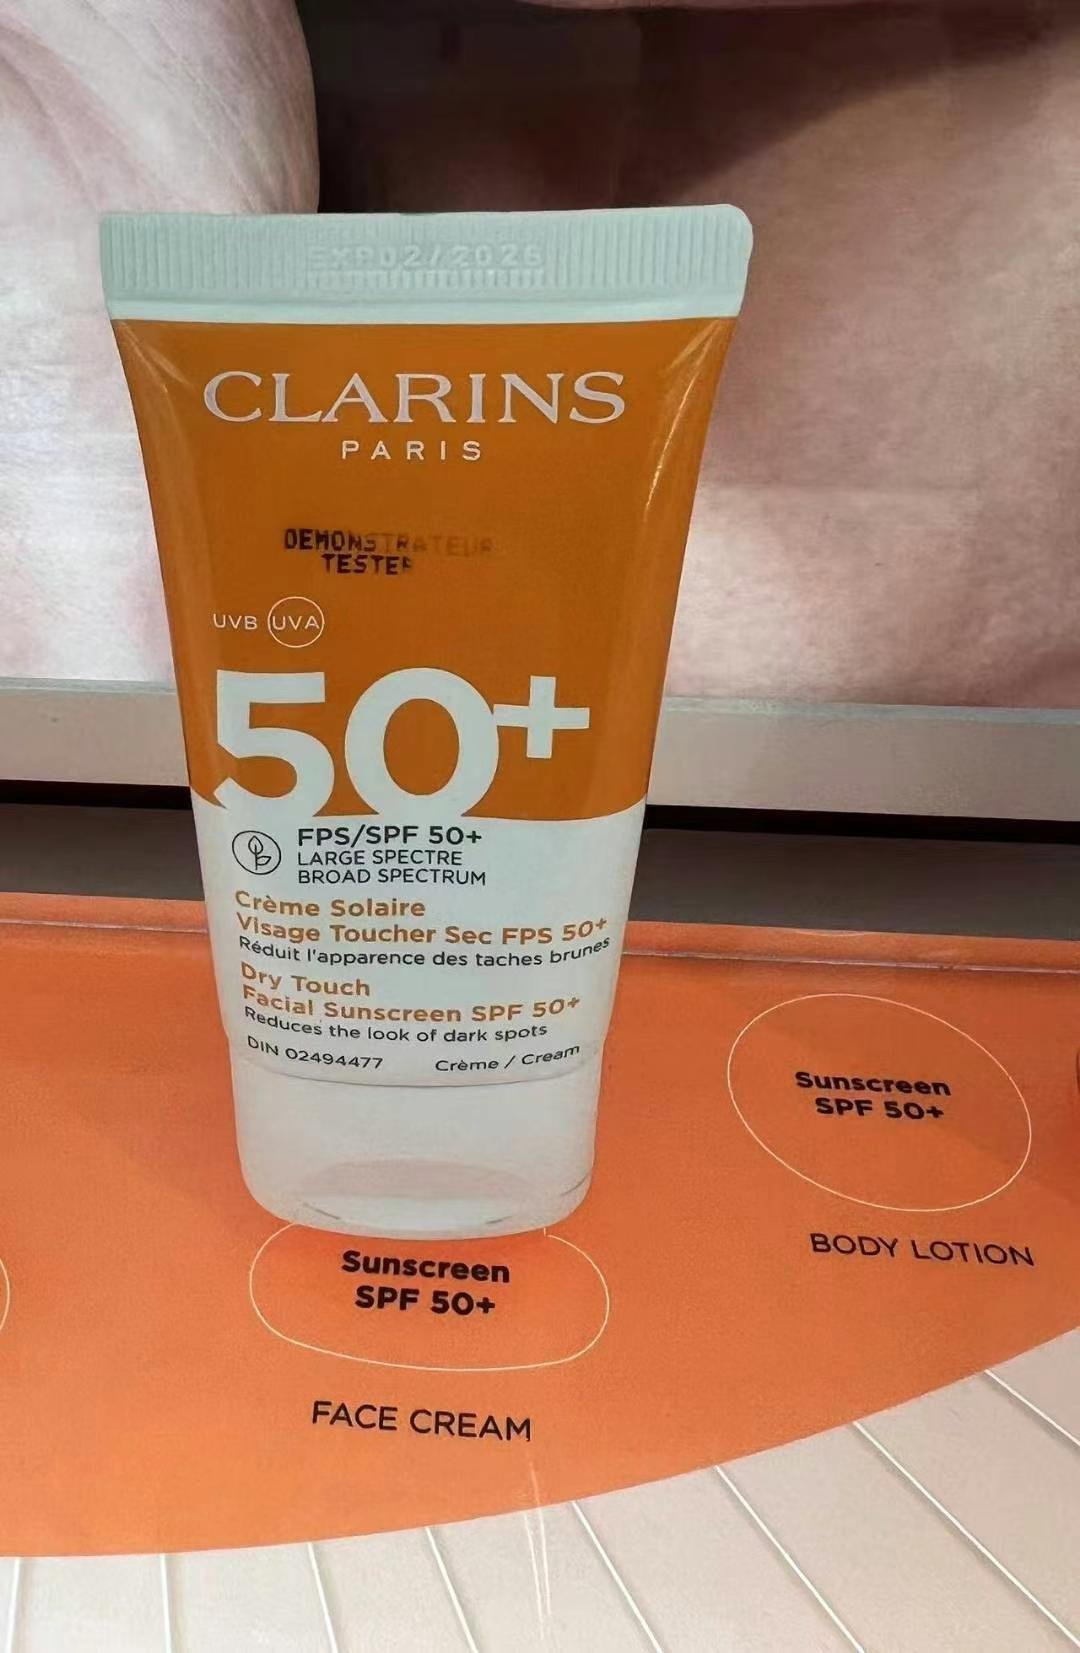 EXP02/2026
CLARINS
PARIS
DEMONSTRATEUR
TESTER
UVB UVA
50+
FPS/SPF 50+
LARGE SPECTRE
BROAD SPECTRUM
Crème Solaire
Visage Toucher Sec FPS 50+
Réduit l'apparence des taches brunes
Dry Touch
Facial Sunscreen SPF 50+
Reduces the look of dark spots
DIN 02494477 Crème / Cream
Sunscreen
SPF 50+
FACE CREAM
Sunscreen
SPF 50+
BODY LOTION